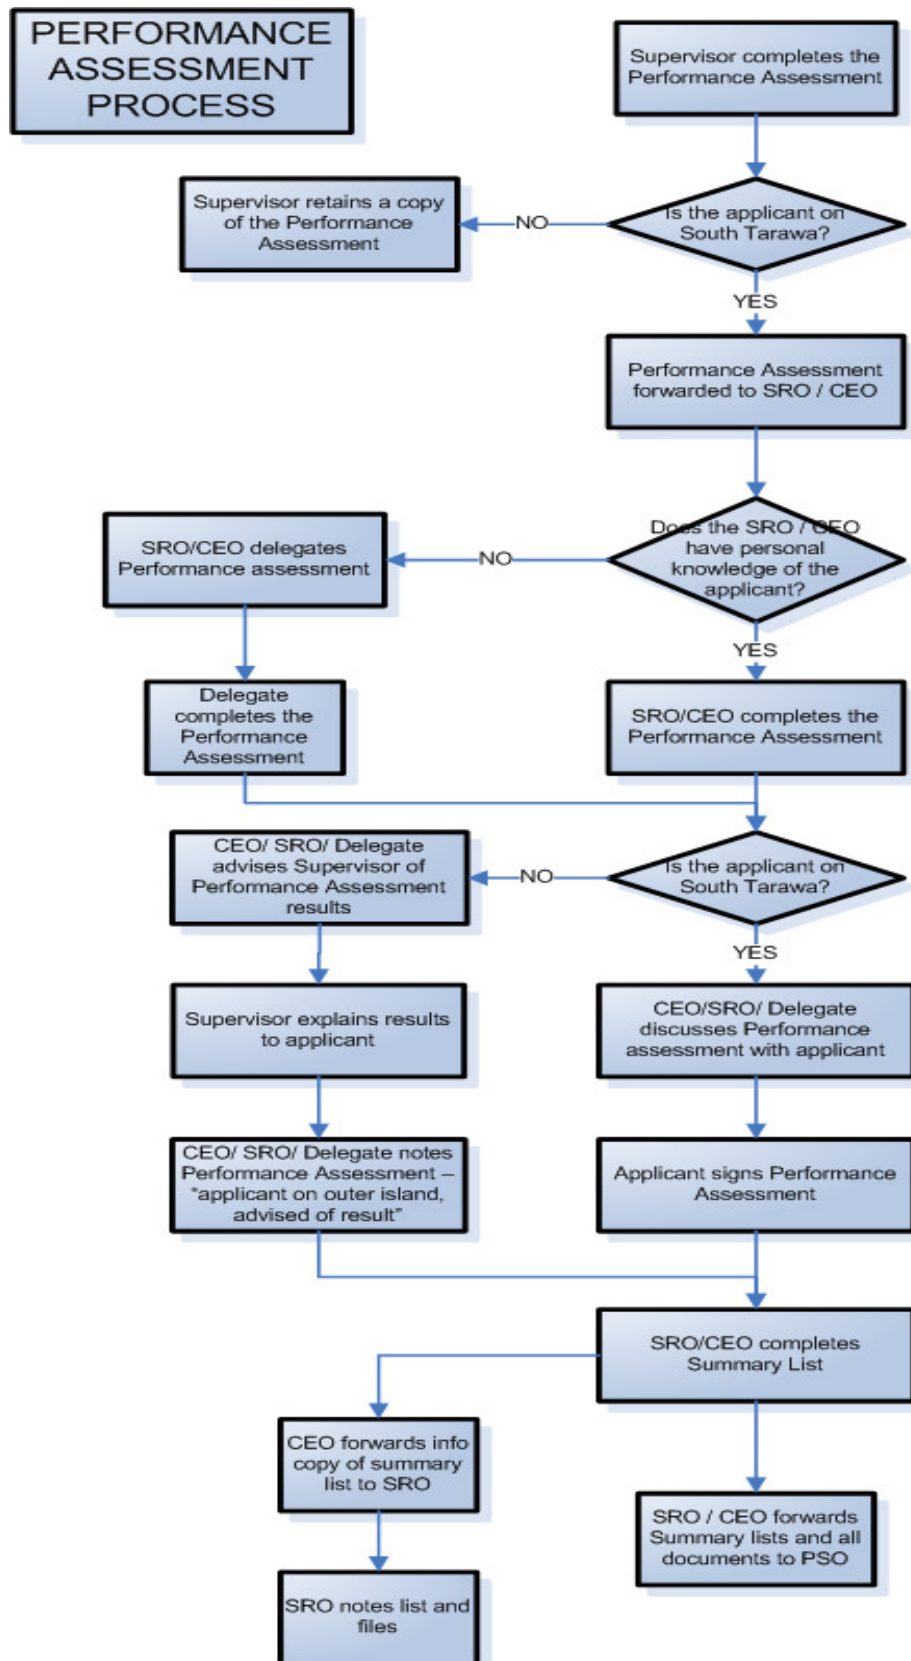 PERFORMANCE
ASSESSMENT
PROCESS
Supervisor completes the
Performance Assessment
Is the applicant on
South Tarawa?
NO
Supervisor retains a copy
of the Performance
Assessment
YES
Performance Assessment
forwarded to SRO / CEO
Does the SRO / CEO
have personal
knowledge of the
applicant?
NO
SRO/CEO delegates
Performance assessment
YES
Delegate
completes the
Performance
Assessment
SRO/CEO completes the
Performance Assessment
Is the applicant on
South Tarawa?
NO
CEO/ SRO/ Delegate
advises Supervisor of
Performance Assessment
results
YES
Supervisor explains results
to applicant
CEO/SRO/ Delegate
discusses Performance
assessment with applicant
CEO/ SRO/ Delegate notes
Performance Assessment –
“applicant on outer island,
advised of result”
Applicant signs Performance
Assessment
SRO/CEO completes
Summary List
CEO forwards info
copy of summary
list to SRO
SRO / CEO forwards
Summary lists and all
documents to PSO
SRO notes list and
files